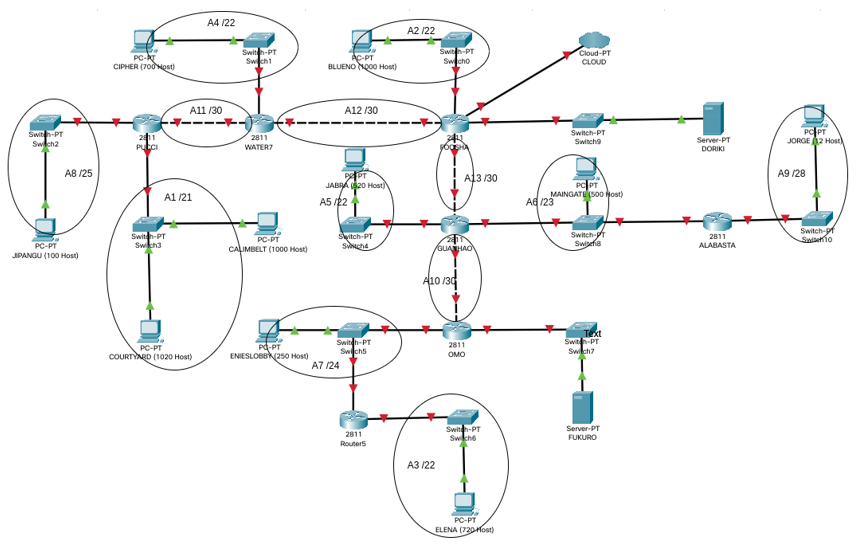 A4 /22
PC-PT
CIPHER (700 Host)
Switch-PT
Switch1
A2 /22
PC-PT
BLUENO (1000 Host)
Switch-PT
Switch0
Cloud-PT
CLOUD
Switch-PT
Switch2
A11 /30
2811
PUCCI
2811
WATER7
A12 /30
2811
FOOSHA
Switch-PT
Switch9
Server-PT
DORIKI
PC-PT
JORGE (12 Host)
A8 /25
PC-PT
JIPANGU (100 Host)
A1 /21
Switch-PT
Switch3
PC-PT
CALIMBELT (1000 Host)
PC-PT
COURTYARD (1020 Host)
PC-PT
JABRA (520 Host)
A5 /22
Switch-PT
Switch4
A13 /30
2811
GUANHAO
PC-PT
MAINGATE (500 Host)
A6 /23
Switch-PT
Switch8
2811
ALABASTA
A9 /28
Switch-PT
Switch10
A10 /30
PC-PT
ENIESLOBBY (250 Host)
Switch-PT
Switch5
A7 /24
2811
OMO
Text
Switch-PT
Switch7
Server-PT
FUKURO
2811
Router5
Switch-PT
Switch6
A3 /22
PC-PT
ELENA (720 Host)